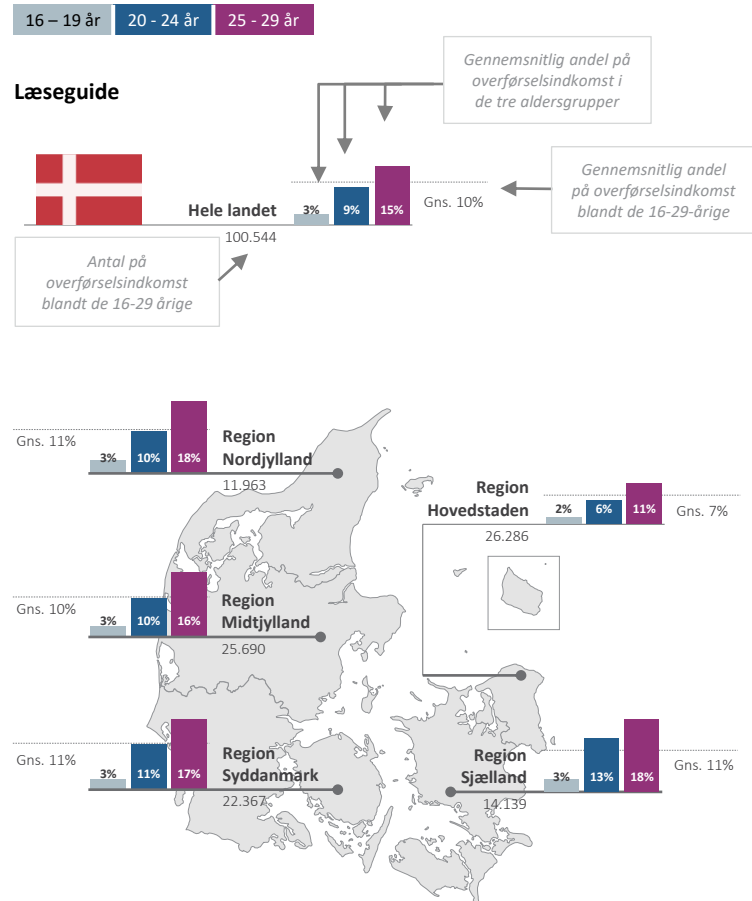 16 – 19 år
20 - 24 år
25 - 29 år
Læseguide
Gennemsnitlig andel på
overførselsindkomst i
de tre aldersgrupper
Gennemsnitlig andel
på overførselsindkomst
blandt de 16-29-årige
Hele landet
100.544
3%
9%
15%
Gns. 10%
Antal på
overførselsindkomst
blandt de 16-29 årige
Gns. 11%
3%
10%
18%
Region
Nordjylland
11.963
Region
Hovedstaden
26.286
2%
6%
11%
Gns. 7%
Gns. 10%
3%
10%
16%
Region
Midtjylland
25.690
Gns. 11%
3%
11%
17%
Region
Syddanmark
22.367
Region
Sjælland
14.139
3%
13%
18%
Gns. 11%